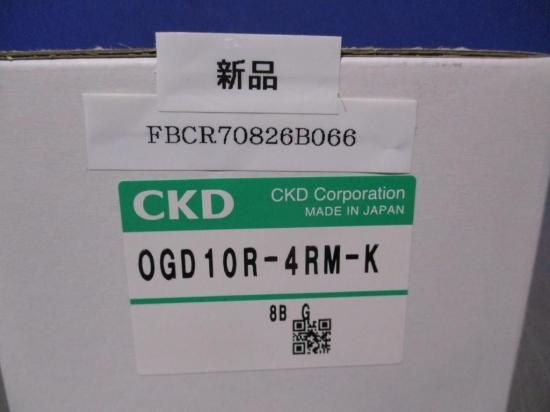 新品
FBCR70826B066
CKD
CKD Corporation
MADE IN JAPAN
OGD10R-4RM-K
8B G